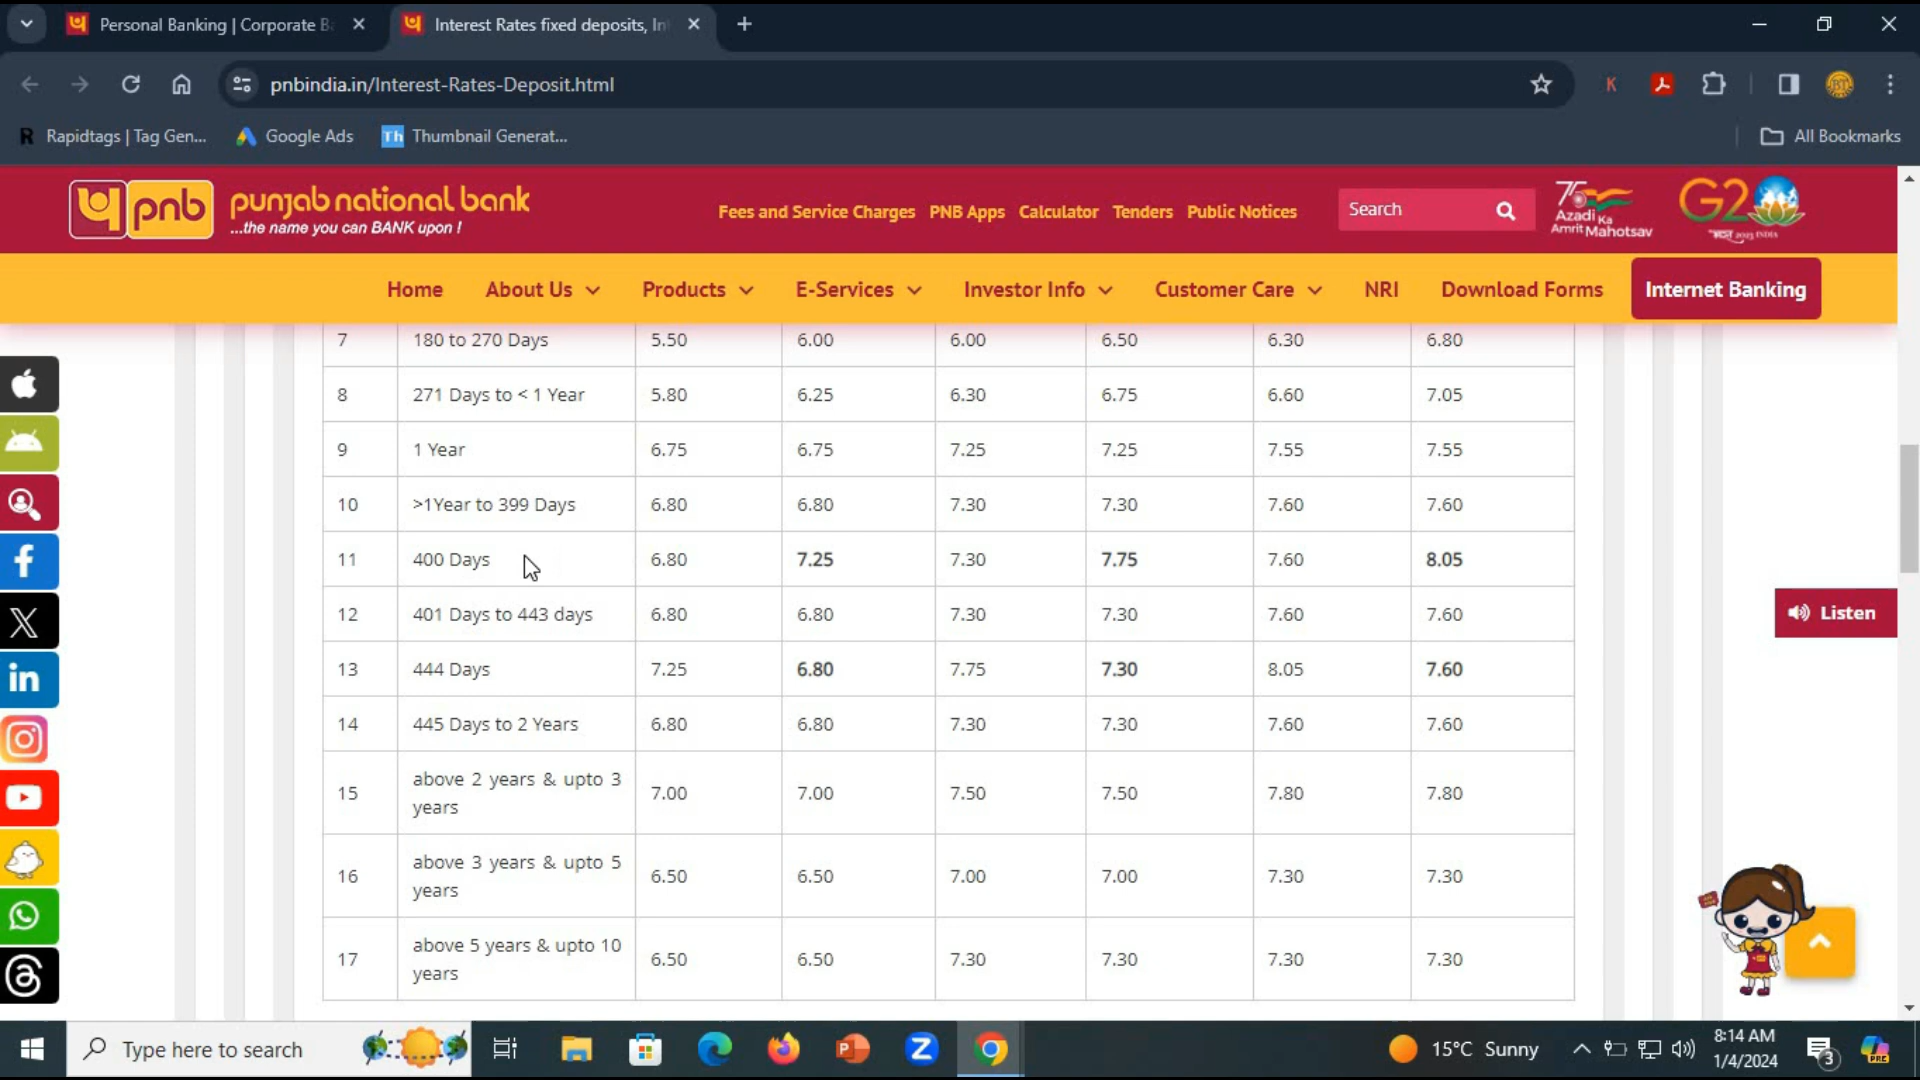 Personal Banking | Corporate B
Interest Rates fixed deposits, In
pnbindia.in/Interest-Rates-Deposit.html
K
R Rapidtags | Tag Gen...
Google Ads
Th Thumbnail Generat...
All Bookmarks
प pnb punjab national bank
...the name you can BANK upon !
Fees and Service Charges PNB Apps Calculator Tenders Public Notices
Search
75 Azadi Ka Amrit Mahotsav
G2
Home About Us Products E-Services Investor Info Customer Care NRI Download Forms Internet Banking
7 180 to 270 Days 5.50 6.00 6.00 6.50 6.30 6.80
8 271 Days to < 1 Year 5.80 6.25 6.30 6.75 6.60 7.05
9 1 Year 6.75 6.75 7.25 7.25 7.55 7.55
10 >1Year to 399 Days 6.80 6.80 7.30 7.30 7.60 7.60
11 400 Days 6.80 7.25 7.30 7.75 7.60 8.05
12 401 Days to 443 days 6.80 6.80 7.30 7.30 7.60 7.60
13 444 Days 7.25 6.80 7.75 7.30 8.05 7.60
14 445 Days to 2 Years 6.80 6.80 7.30 7.30 7.60 7.60
15 above 2 years & upto 3 years 7.00 7.00 7.50 7.50 7.80 7.80
16 above 3 years & upto 5 years 6.50 6.50 7.00 7.00 7.30 7.30
17 above 5 years & upto 10 years 6.50 6.50 7.30 7.30 7.30 7.30
Listen
Type here to search
15°C Sunny
8:14 AM
1/4/2024
3